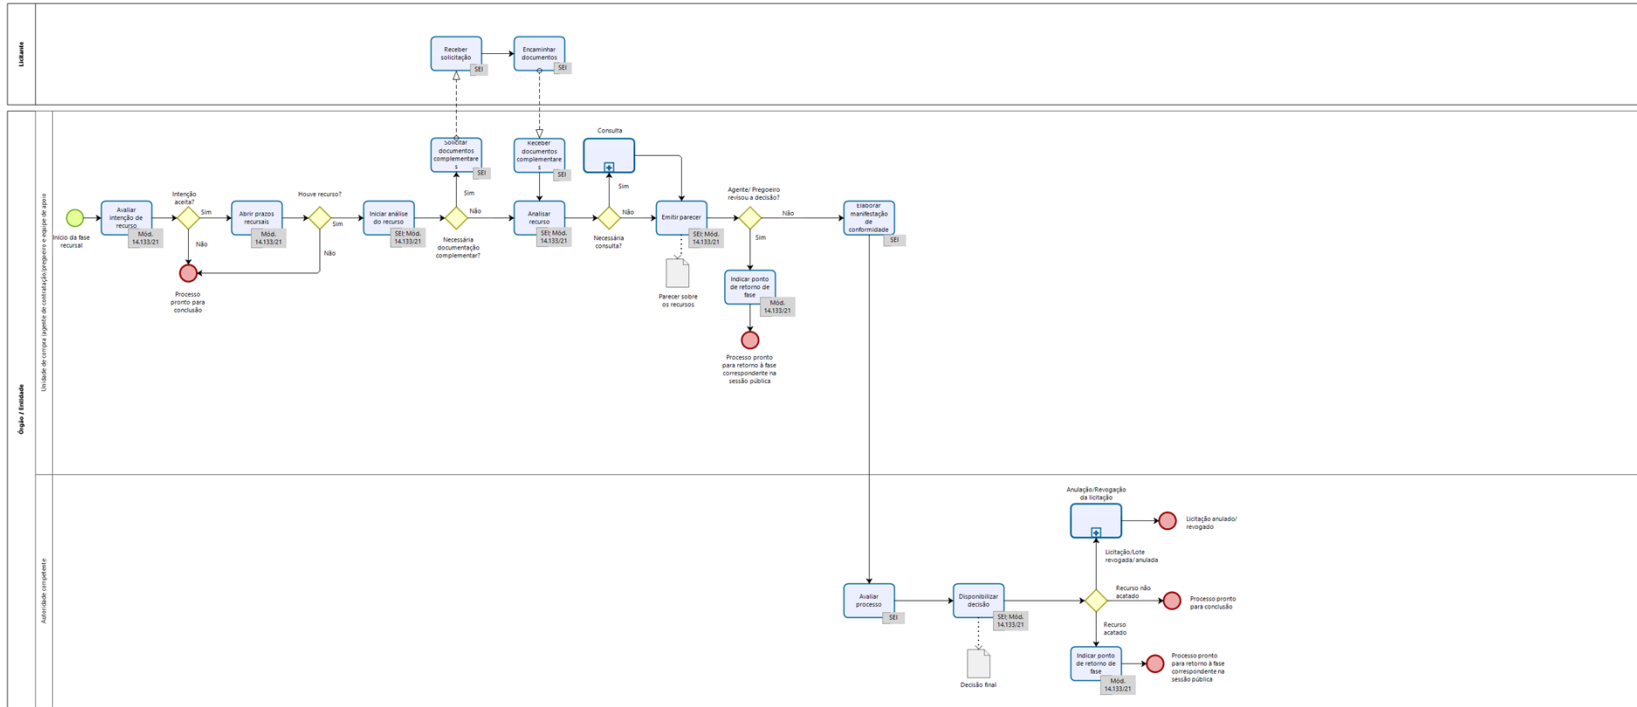 Licitante
Receber
solicitação
SEI
Encaminhar
documentos
SEI
Órgão / Entidade
Unidade de compra (agente de contratação/pregoeiro e equipe de apoio
Início da fase
recursal
Avaliar
intenção de
recurso
Mód.
14.133/21
Intenção
aceita?
Sim
Não
Processo
pronto para
conclusão
Abrir prazos
recursais
Mód.
14.133/21
Houve recurso?
Sim
Não
Iniciar análise
do recurso
SEI; Mód.
14.133/21
Necessária
documentação
complementar?
Sim
Não
Solicitar
documentos
complementare
s
SEI
Receber
documentos
complementare
s
SEI
Analisar
recurso
SEI; Mód.
14.133/21
Necessária
consulta?
Sim
Não
Consulta
Emitir parecer
SEI; Mód.
14.133/21
Parecer sobre
os recursos
Agente/ Pregoeiro
revisou a decisão?
Não
Sim
Indicar ponto
de retorno de
fase
Mód.
14.133/21
Processo pronto
para retorno à fase
correspondente na
sessão pública
Elaborar
manifestação
de
conformidade
SEI
Autoridade competente
Avaliar
processo
SEI
Disponibilizar
decisão
SEI; Mód.
14.133/21
Decisão final
Anulação/Revogação
da licitação
Licitação anulado/
revogado
Licitação/Lote
revogada/anulada
Recurso não
acatado
Processo pronto
para conclusão
Recurso
acatado
Indicar ponto
de retorno de
fase
Mód.
14.133/21
Processo pronto
para retorno à fase
correspondente na
sessão pública